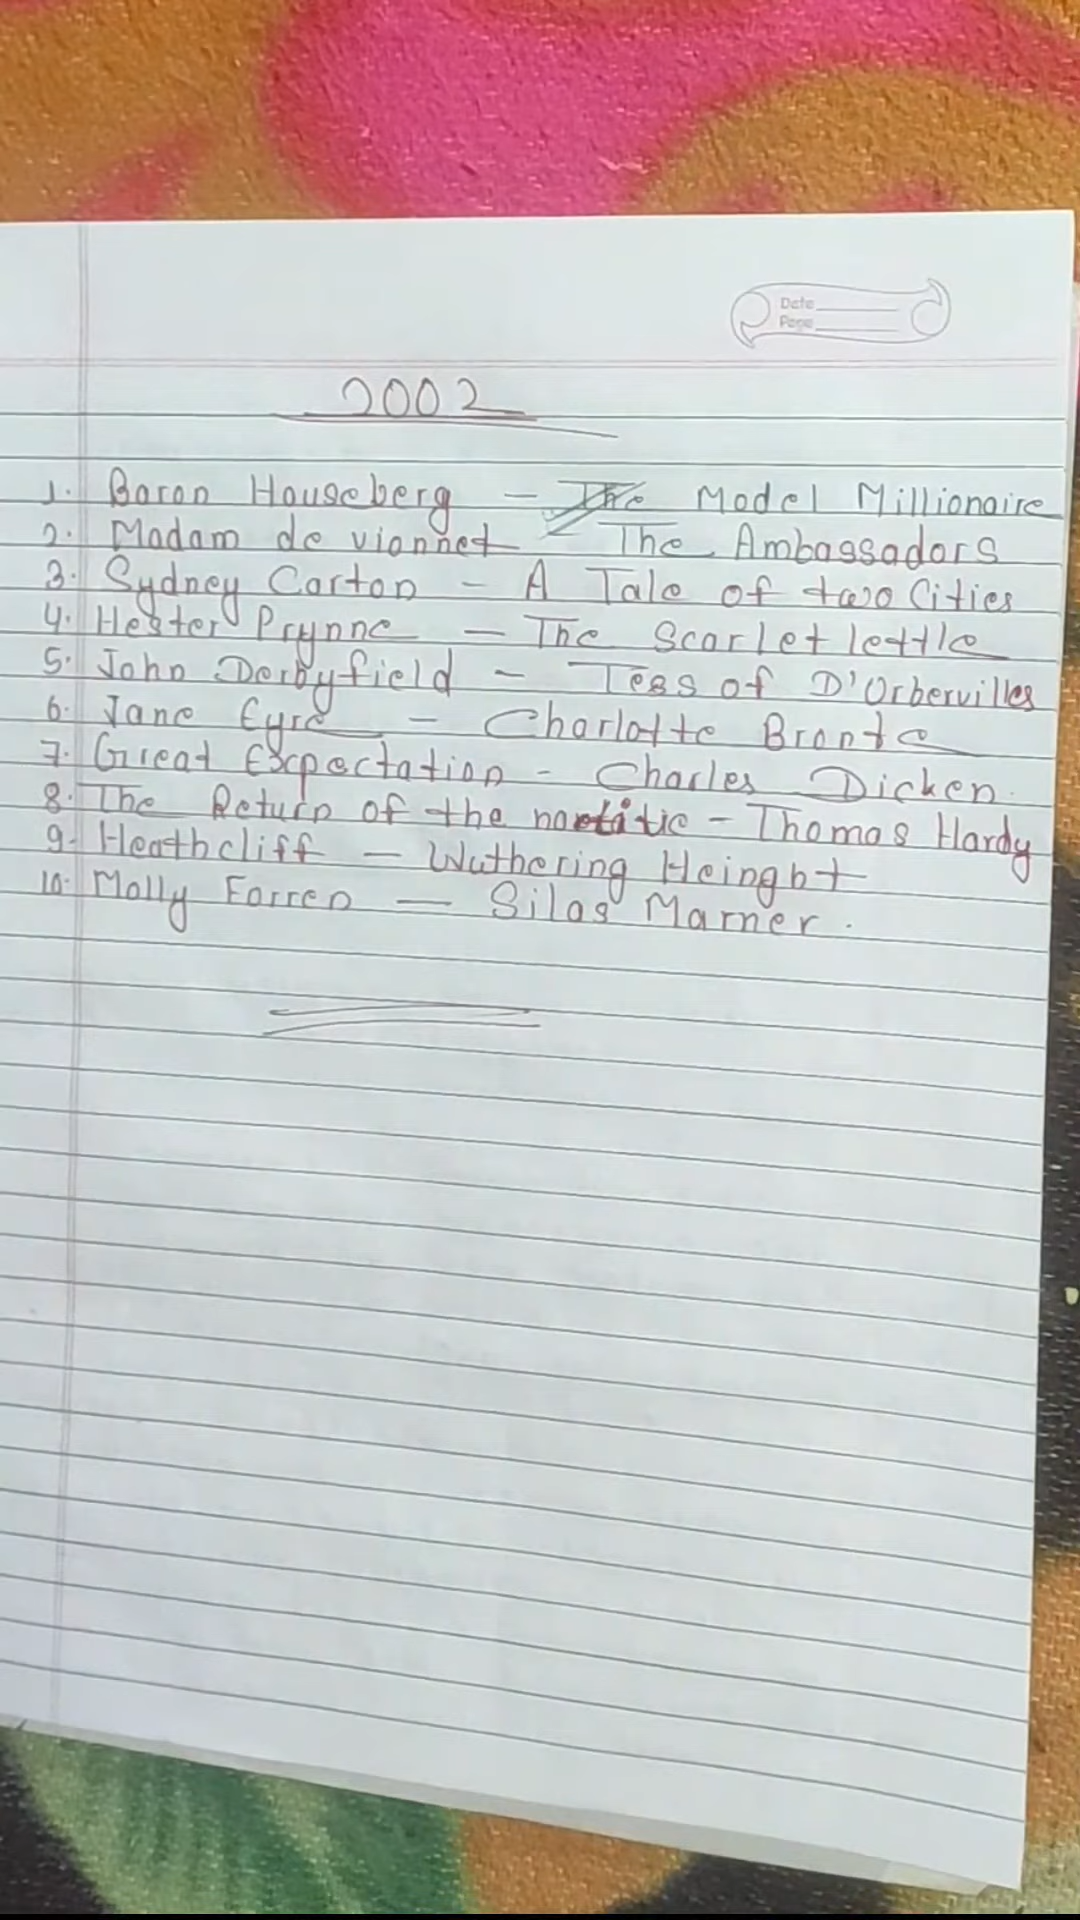 Date
Page
2002
1. Baron Houseberg - The Model Millionaire
2. Madam de vionnet The Ambassadors
3. Sydney Carton - A Tale of two Cities
4. Hester Prynne - The Scarlet lettle
5. John Derbyfield - Tess of D'Orbervilles
6. Jane Eyre - Charlotte Bronte
7. Great Expectation - Charles Dicken.
8. The Return of the - Thomas Hardy
9. Heathcliff - Wuthering Heinght
10. Molly Farren - Silas Marner.